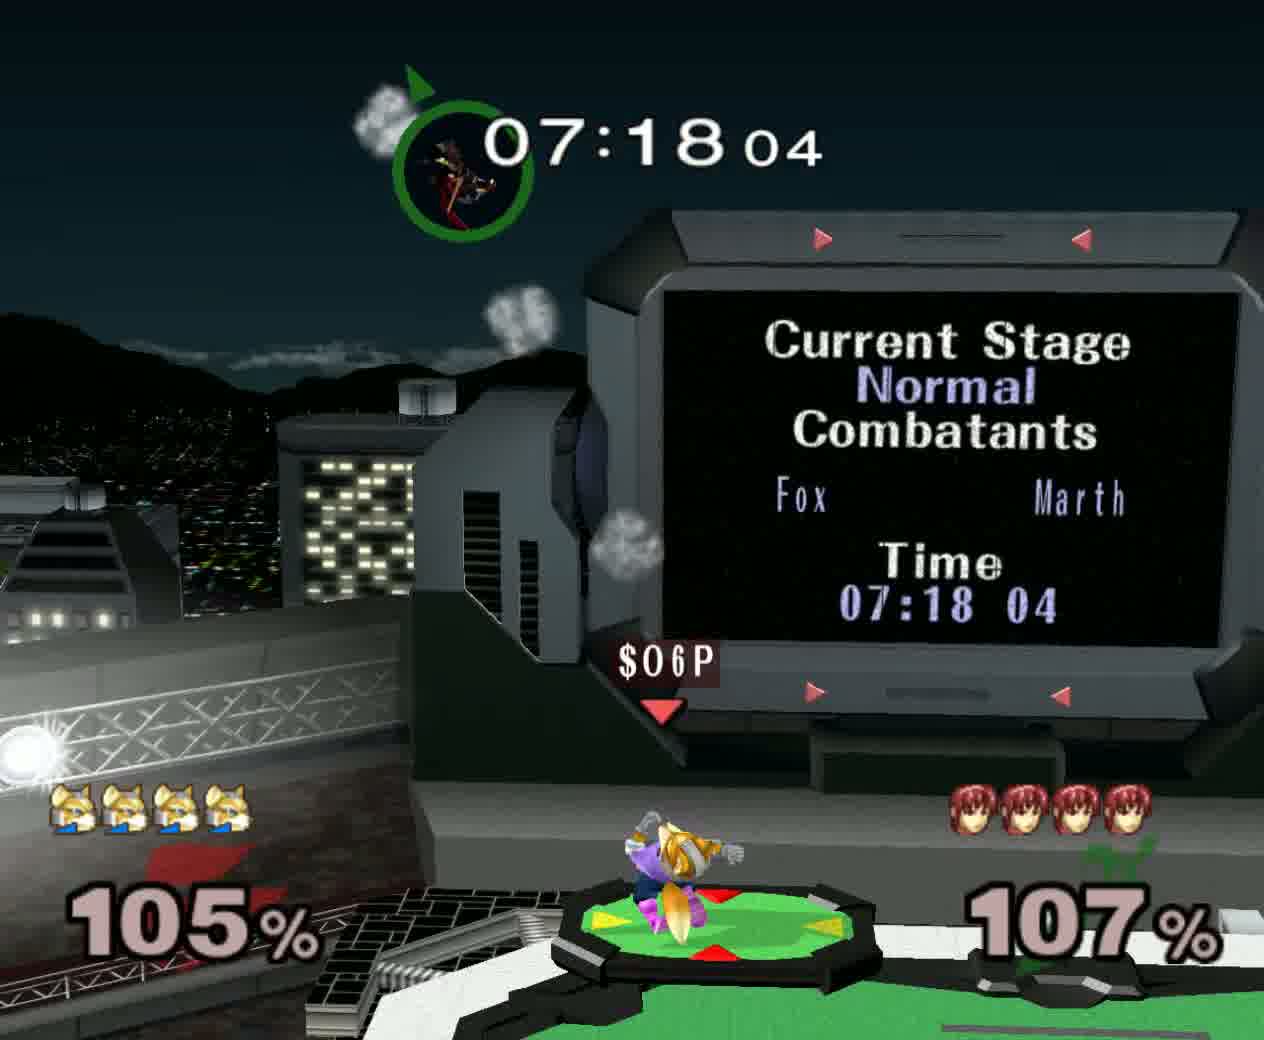 07:18 04
Current Stage
Normal
Combatants
Fox Marth
Time
07:18 04
$06P
105%
107%